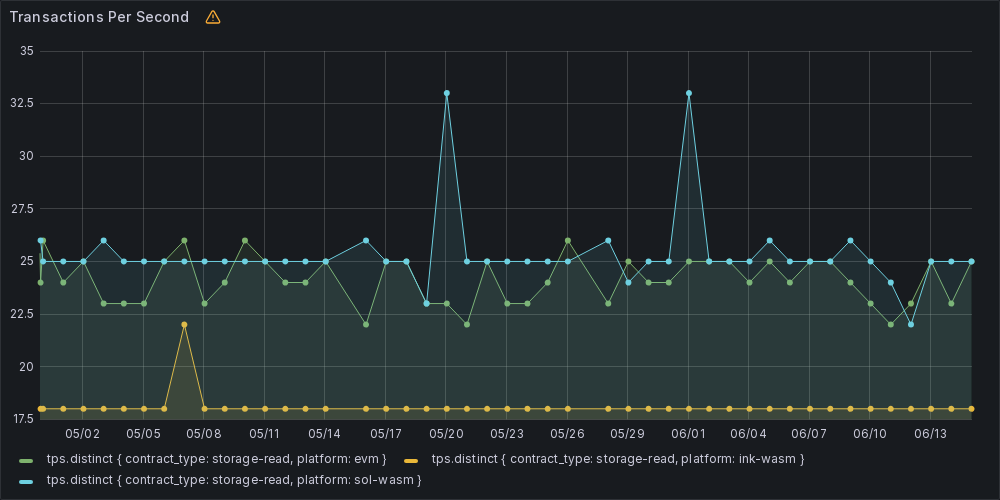 Transactions Per Second
35
32.5
30
27.5
25
22.5
20
17.5
05/02 05/05 05/08 05/11 05/14 05/17 05/20 05/23 05/26 05/29 06/01 06/04 06/07 06/10 06/13
tps.distinct { contract_type: storage-read, platform: evm } tps.distinct { contract_type: storage-read, platform: ink-wasm }
tps.distinct { contract_type: storage-read, platform: sol-wasm }